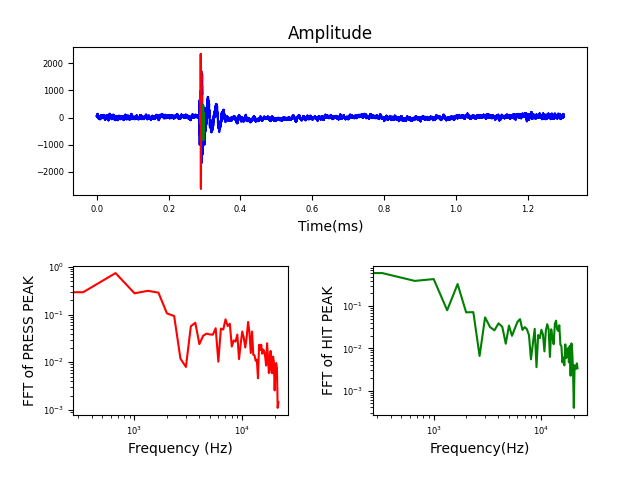 Amplitude
2000
1000
0
−1000
−2000
0.0 0.2 0.4 0.6 0.8 1.0 1.2
Time(ms)
FFT of PRESS PEAK
10⁰
10⁻¹
10⁻²
10⁻³
10³ 10⁴
Frequency (Hz)
FFT of HIT PEAK
10⁻¹
10⁻²
10⁻³
10³ 10⁴
Frequency(Hz)